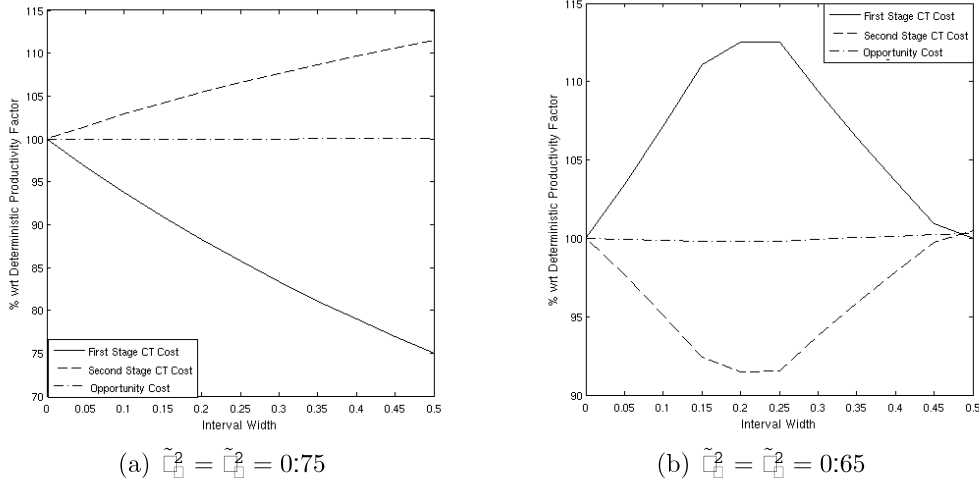 115
110
105
100
95
90
85
80
75
70
% wrt Deterministic Productivity Factor
First Stage CT Cost
Second Stage CT Cost
Opportunity Cost
0 0.05 0.1 0.15 0.2 0.25 0.3 0.35 0.4 0.45 0.5
Interval Width
(a) □̃²□ = □̃²□ = 0:75
115
110
105
100
95
90
% wrt Deterministic Productivity Factor
First Stage CT Cost
Second Stage CT Cost
Opportunity Cost
0 0.05 0.1 0.15 0.2 0.25 0.3 0.35 0.4 0.45 0.5
Interval Width
(b) □̃²□ = □̃²□ = 0:65